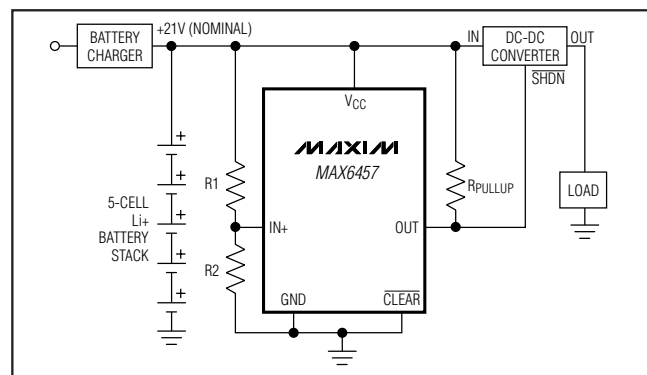 BATTERY
CHARGER
+21V (NOMINAL)
IN
DC-DC
CONVERTER
OUT
SHDN
VCC
MAXIM
MAX6457
R1
RPULLUP
LOAD
5-CELL
Li+
BATTERY
STACK
IN+
OUT
R2
GND
CLEAR
+
+
+
+
+